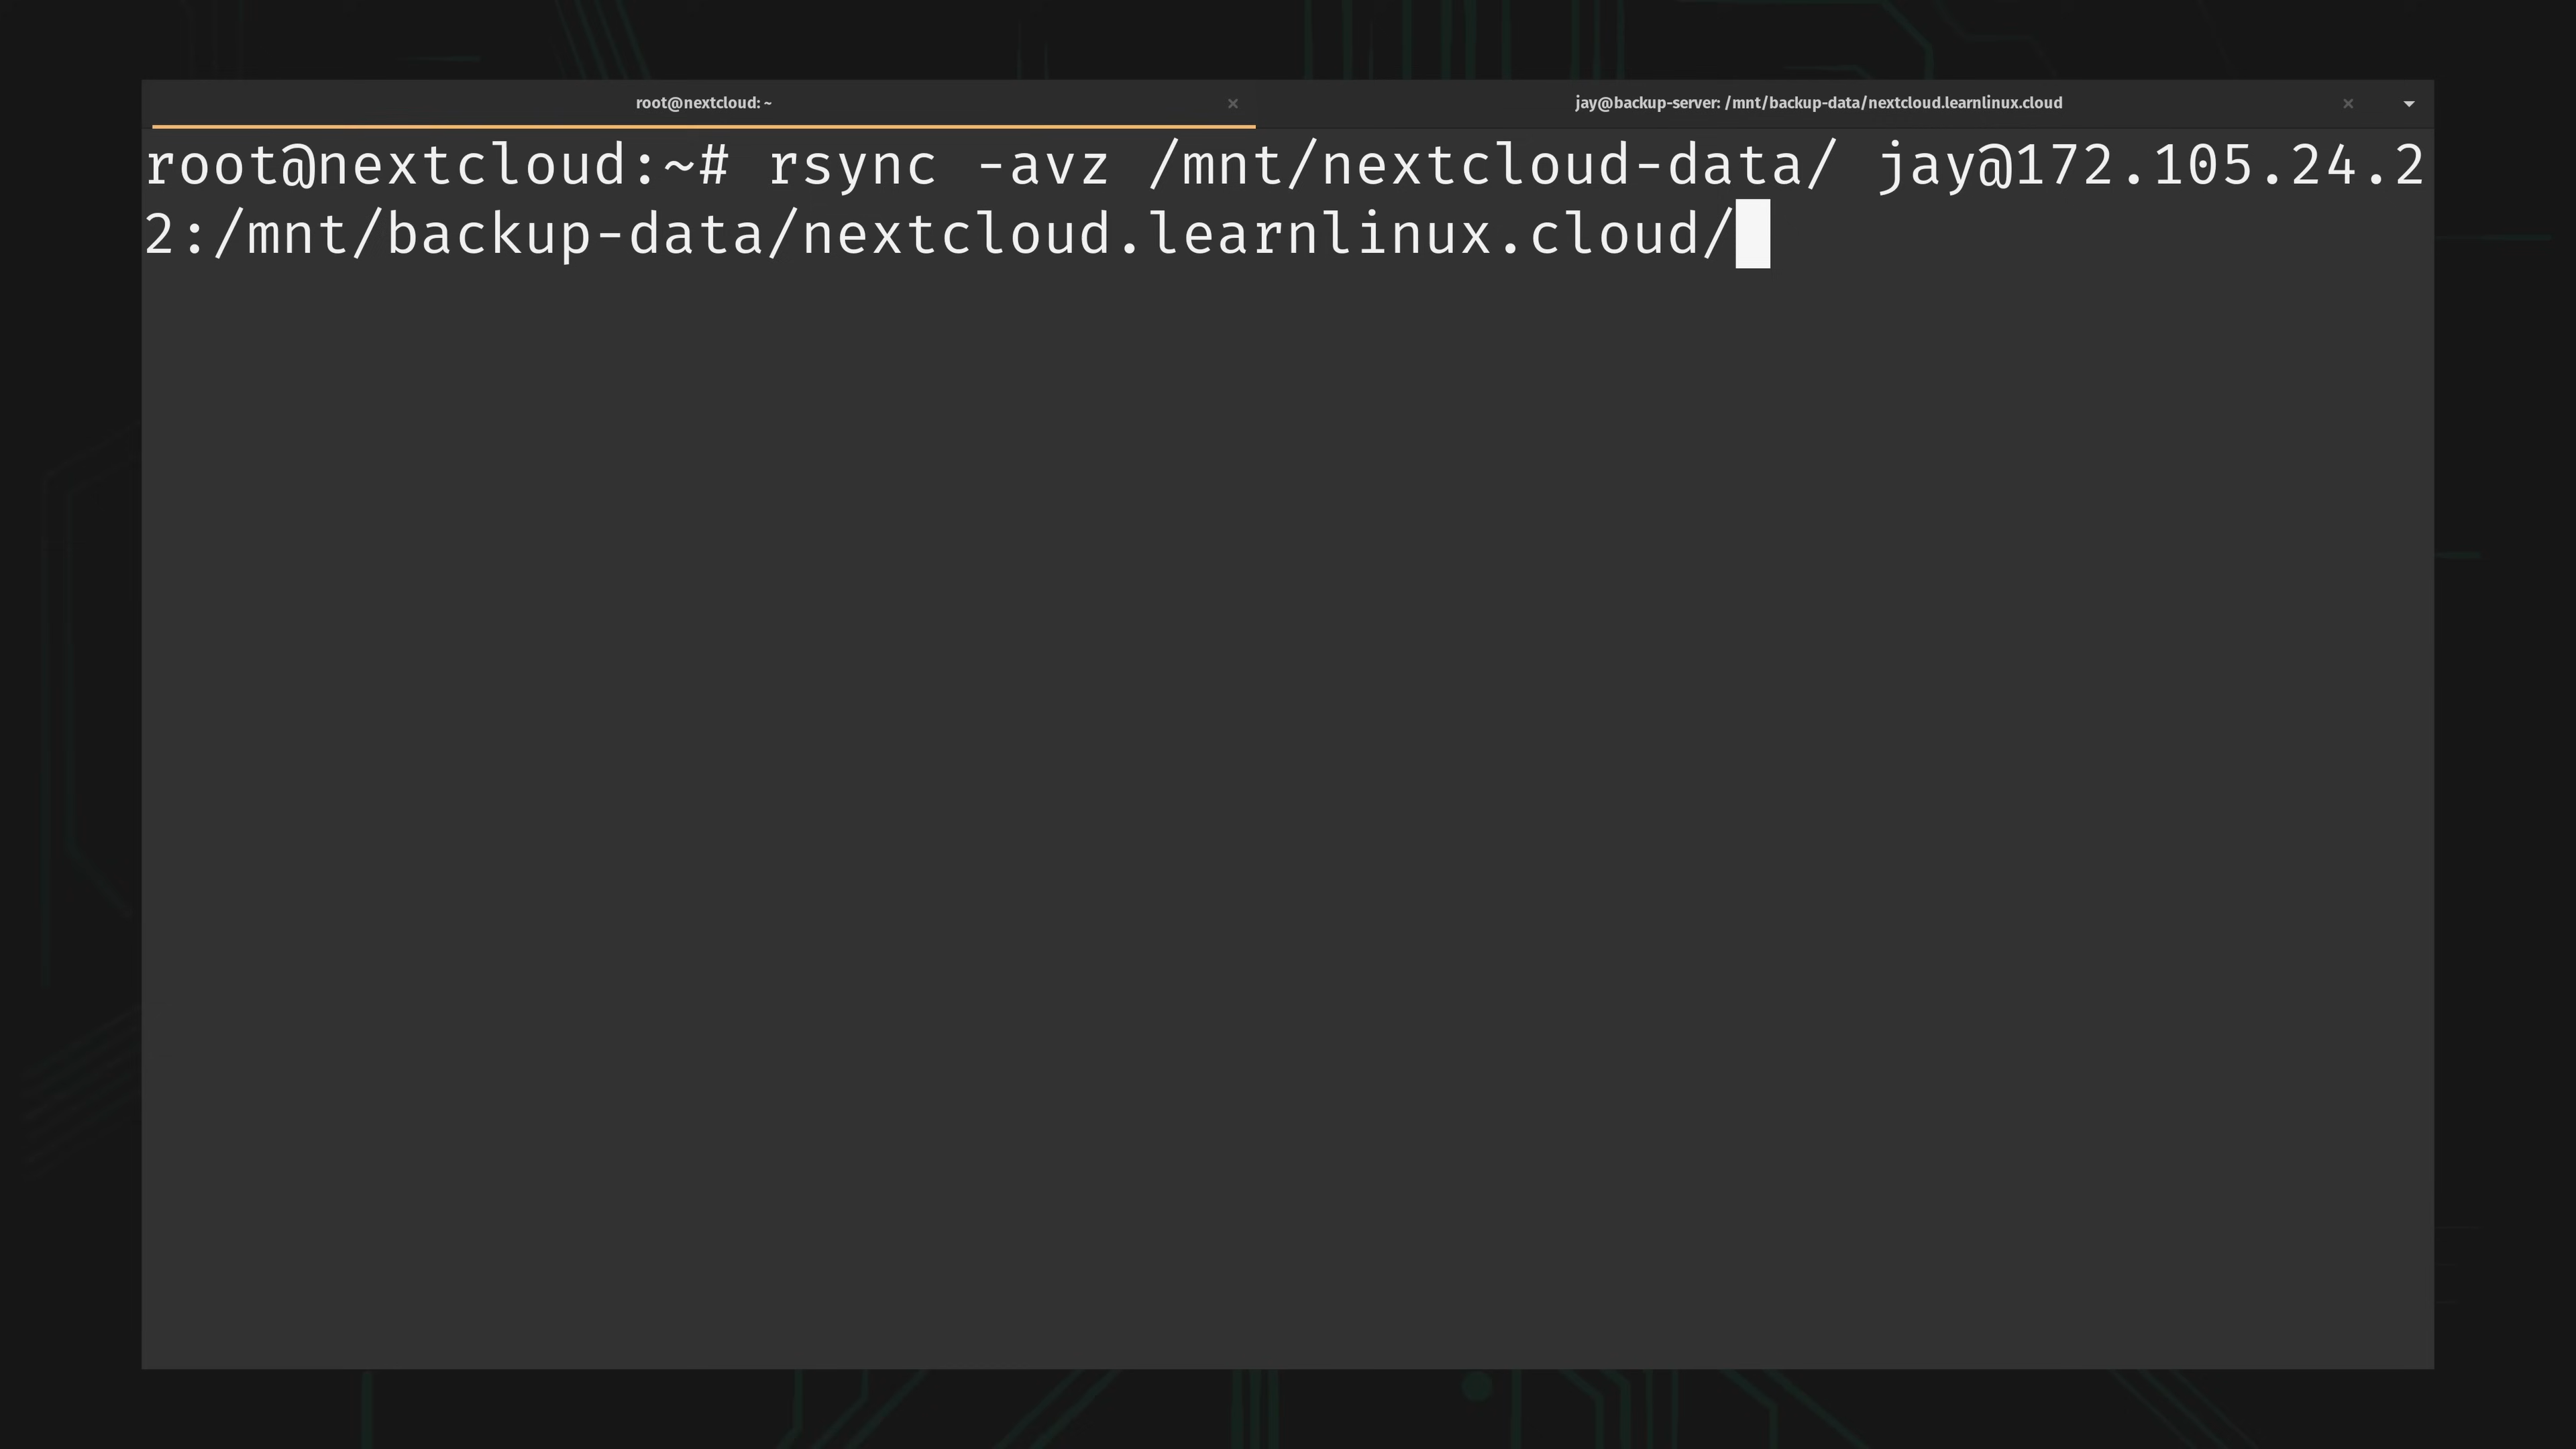 root@nextcloud: ~ × jay@backup-server: /mnt/backup-data/nextcloud.learnlinux.cloud ×
root@nextcloud:~# rsync -avz /mnt/nextcloud-data/ jay@172.105.24.2
2:/mnt/backup-data/nextcloud.learnlinux.cloud/